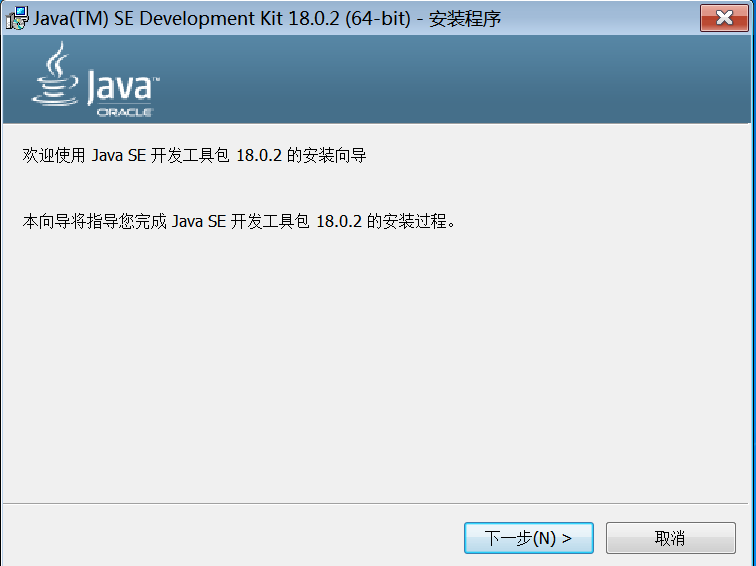 Java(TM) SE Development Kit 18.0.2 (64-bit) - 安装程序
Java™
ORACLE
欢迎使用 Java SE 开发工具包 18.0.2 的安装向导
本向导将指导您完成 Java SE 开发工具包 18.0.2 的安装过程。
下一步(N) >
取消